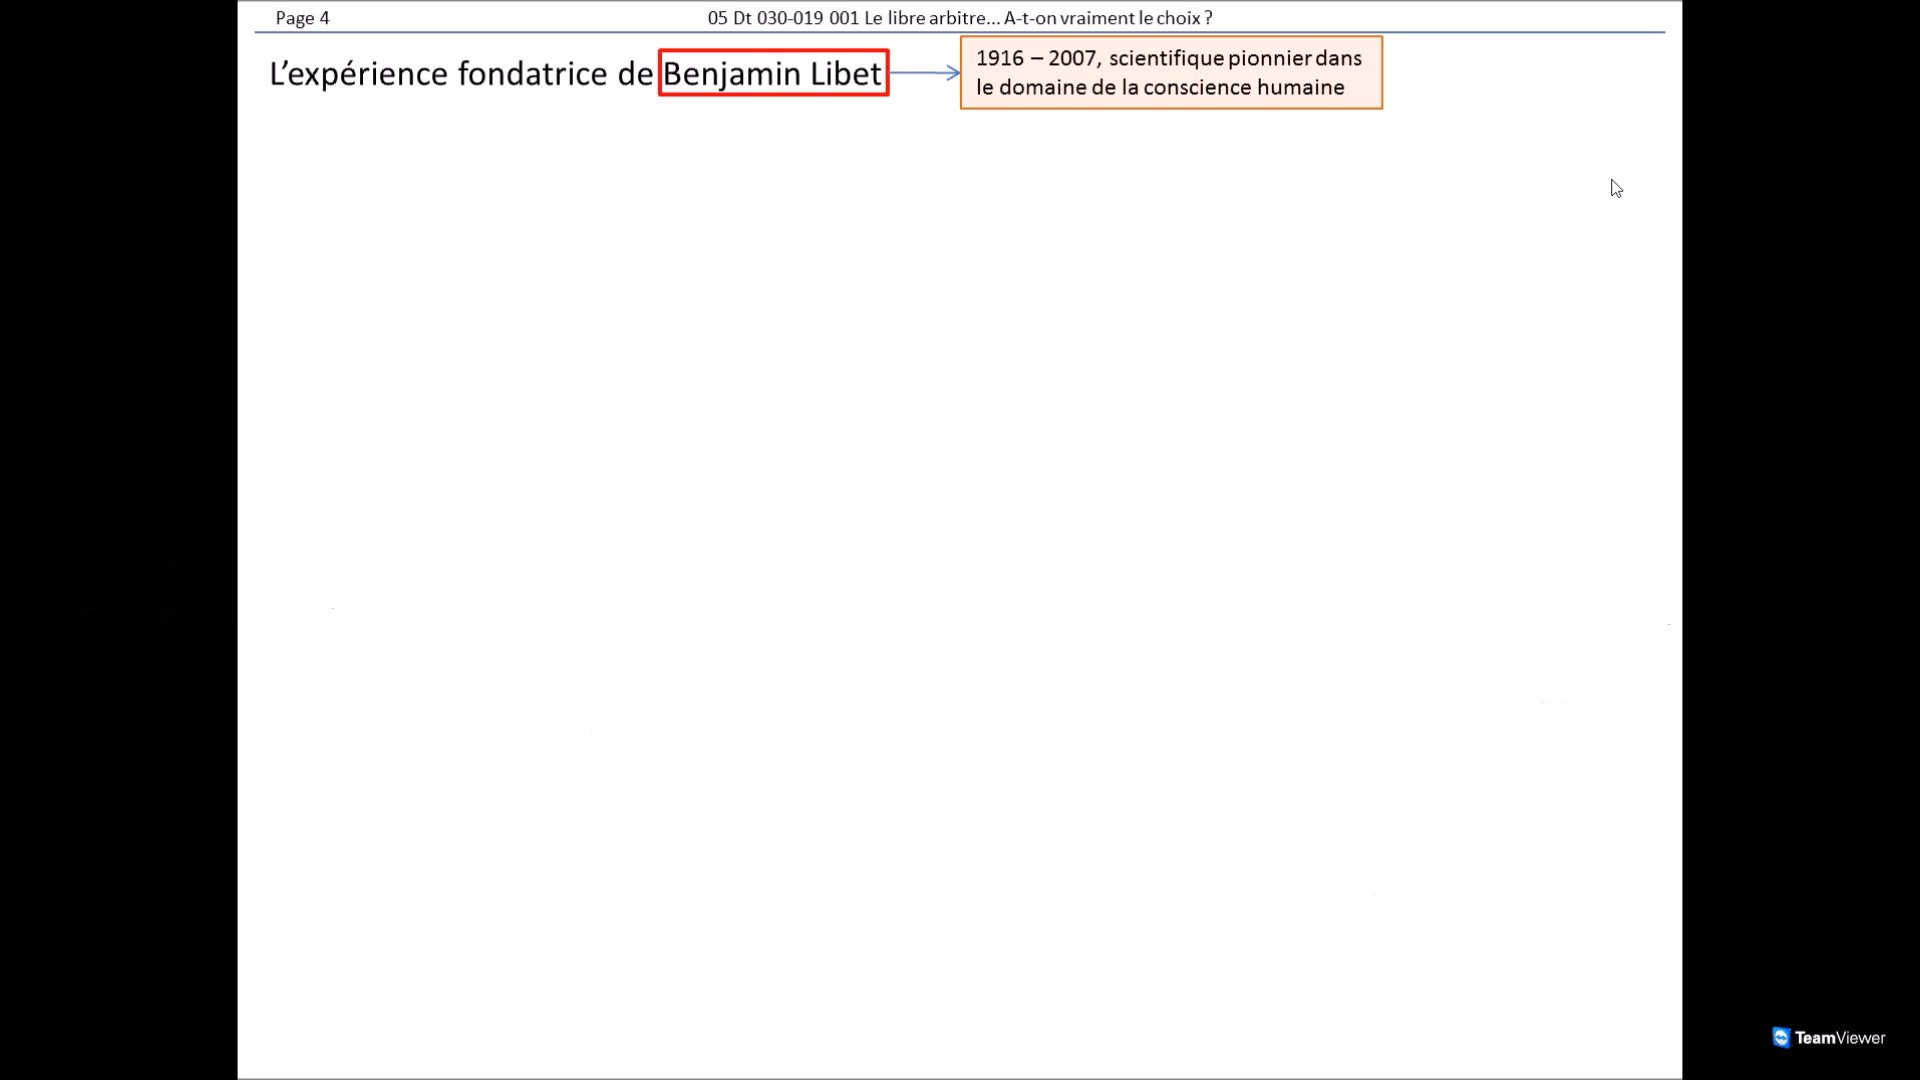 Page 4
05 Dt 030-019 001 Le libre arbitre... A-t-on vraiment le choix ?
L’expérience fondatrice de Benjamin Libet
1916 – 2007, scientifique pionnier dans
le domaine de la conscience humaine
TeamViewer